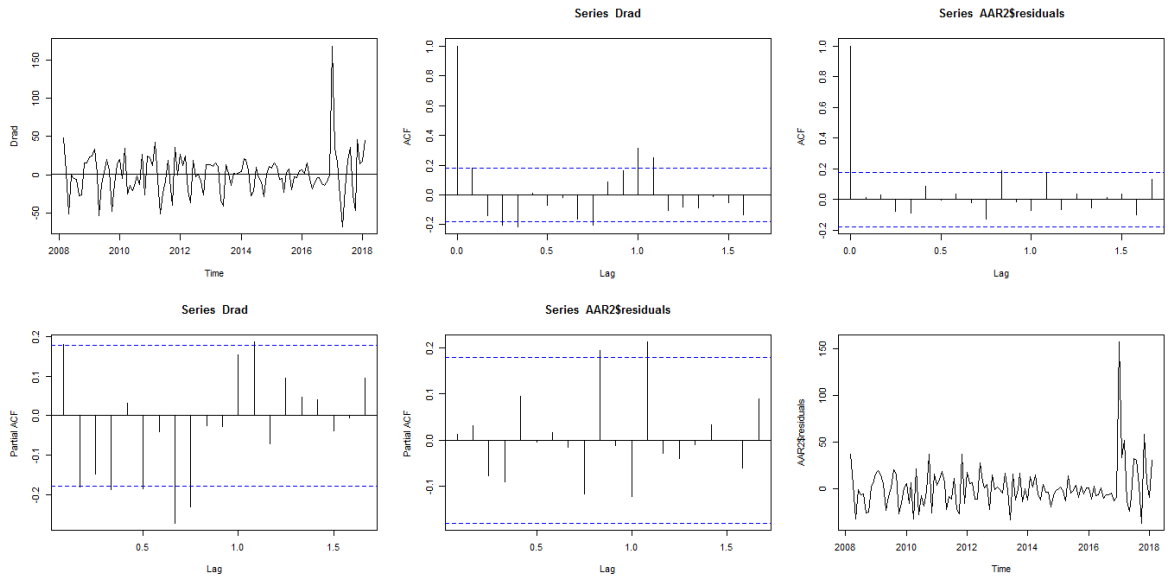 Series Drad
Series AAR2$residuals
Drad
150
100
50
0
-50
2008 2010 2012 2014 2016 2018
Time
ACF
1.0
0.8
0.6
0.4
0.2
0.0
-0.2
0.0 0.5 1.0 1.5
Lag
ACF
1.0
0.8
0.6
0.4
0.2
0.0
-0.2
0.0 0.5 1.0 1.5
Lag
Series Drad
Series AAR2$residuals
Partial ACF
0.2
0.1
0.0
-0.1
-0.2
0.5 1.0 1.5
Lag
Partial ACF
0.2
0.1
0.0
-0.1
0.5 1.0 1.5
Lag
AAR2$residuals
150
100
50
0
2008 2010 2012 2014 2016 2018
Time